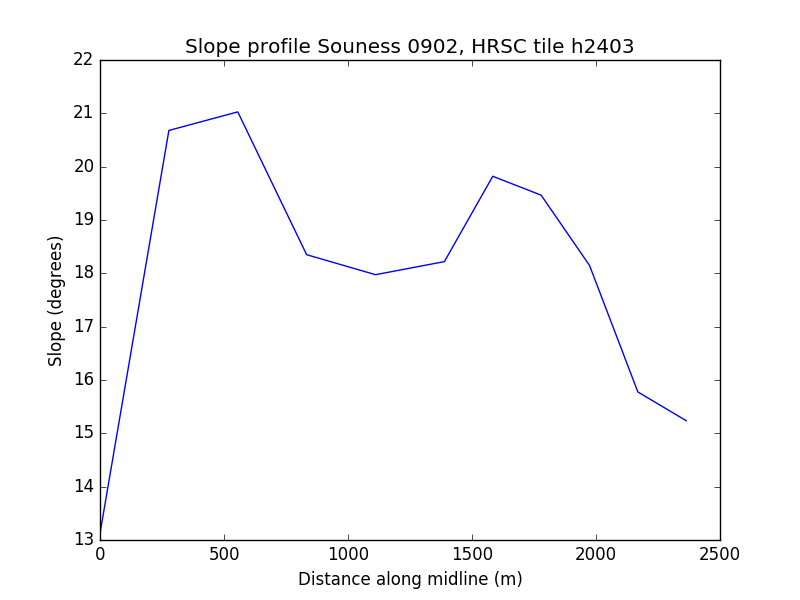 Slope profile Souness 0902, HRSC tile h2403
22
21
20
19
18
17
16
15
14
13
Slope (degrees)
0 500 1000 1500 2000 2500
Distance along midline (m)